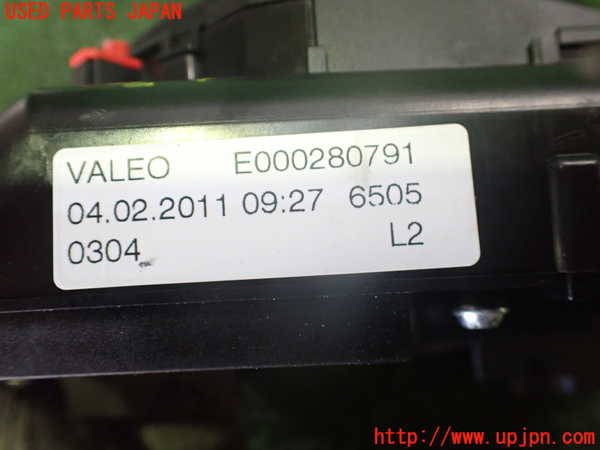 USED PARTS JAPAN
VALEO E000280791
04.02.2011 09:27 6505
0304 L2
http://www.upjpn.com